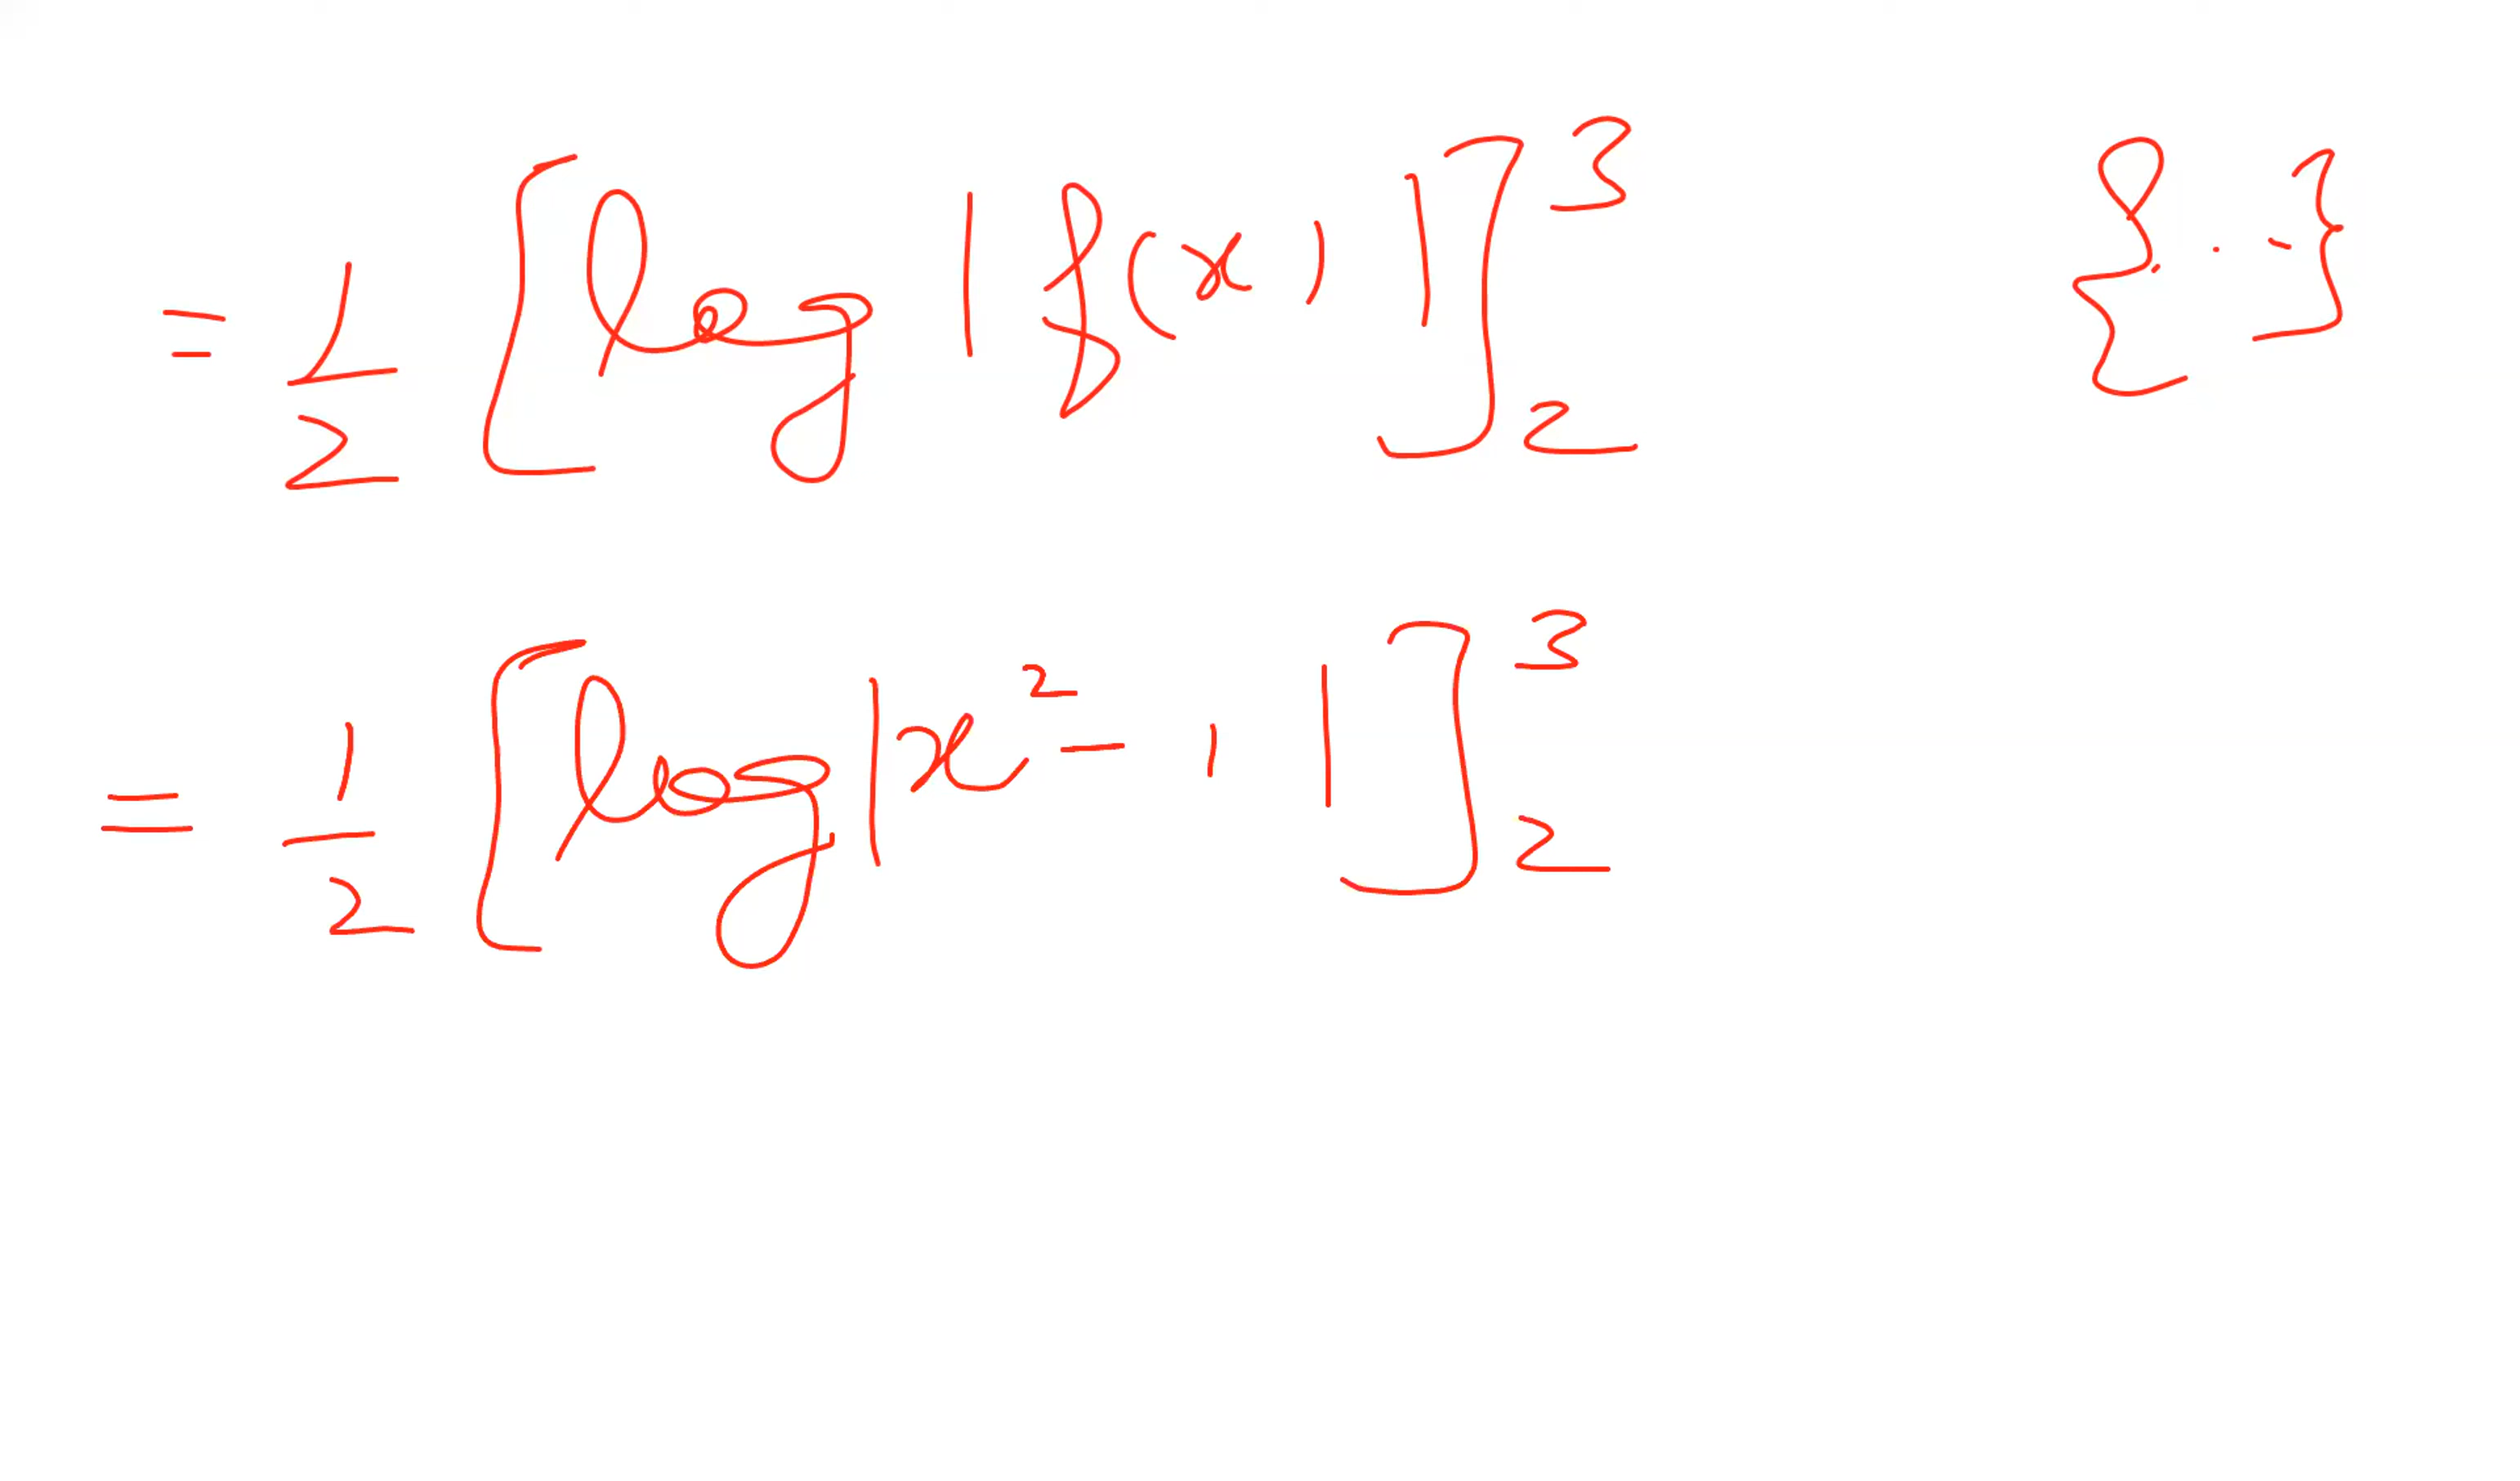 = 1/2 [log |f(x)|]₂³ {. . -}
= 1/2 [log |x² - 1|]₂³